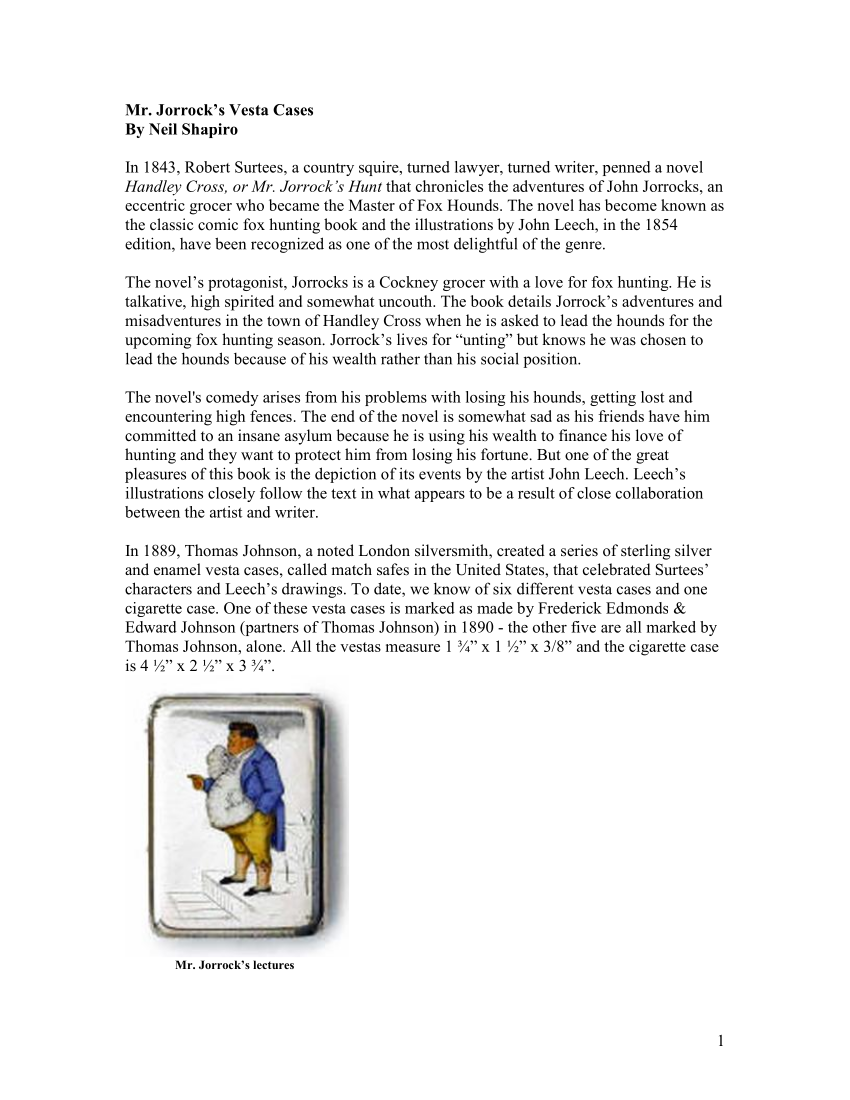 Mr. Jorrock’s Vesta Cases
By Neil Shapiro
In 1843, Robert Surtees, a country squire, turned lawyer, turned writer, penned a novel
Handley Cross, or Mr. Jorrock’s Hunt that chronicles the adventures of John Jorrocks, an
eccentric grocer who became the Master of Fox Hounds. The novel has become known as
the classic comic fox hunting book and the illustrations by John Leech, in the 1854
edition, have been recognized as one of the most delightful of the genre.
The novel’s protagonist, Jorrocks is a Cockney grocer with a love for fox hunting. He is
talkative, high spirited and somewhat uncouth. The book details Jorrock’s adventures and
misadventures in the town of Handley Cross when he is asked to lead the hounds for the
upcoming fox hunting season. Jorrock’s lives for “unting” but knows he was chosen to
lead the hounds because of his wealth rather than his social position.
The novel's comedy arises from his problems with losing his hounds, getting lost and
encountering high fences. The end of the novel is somewhat sad as his friends have him
committed to an insane asylum because he is using his wealth to finance his love of
hunting and they want to protect him from losing his fortune. But one of the great
pleasures of this book is the depiction of its events by the artist John Leech. Leech’s
illustrations closely follow the text in what appears to be a result of close collaboration
between the artist and writer.
In 1889, Thomas Johnson, a noted London silversmith, created a series of sterling silver
and enamel vesta cases, called match safes in the United States, that celebrated Surtees’
characters and Leech’s drawings. To date, we know of six different vesta cases and one
cigarette case. One of these vesta cases is marked as made by Frederick Edmonds &
Edward Johnson (partners of Thomas Johnson) in 1890 - the other five are all marked by
Thomas Johnson, alone. All the vestas measure 1 ¾” x 1 ½” x 3/8” and the cigarette case
is 4 ½” x 2 ½” x 3 ¾”.
Mr. Jorrock’s lectures
1